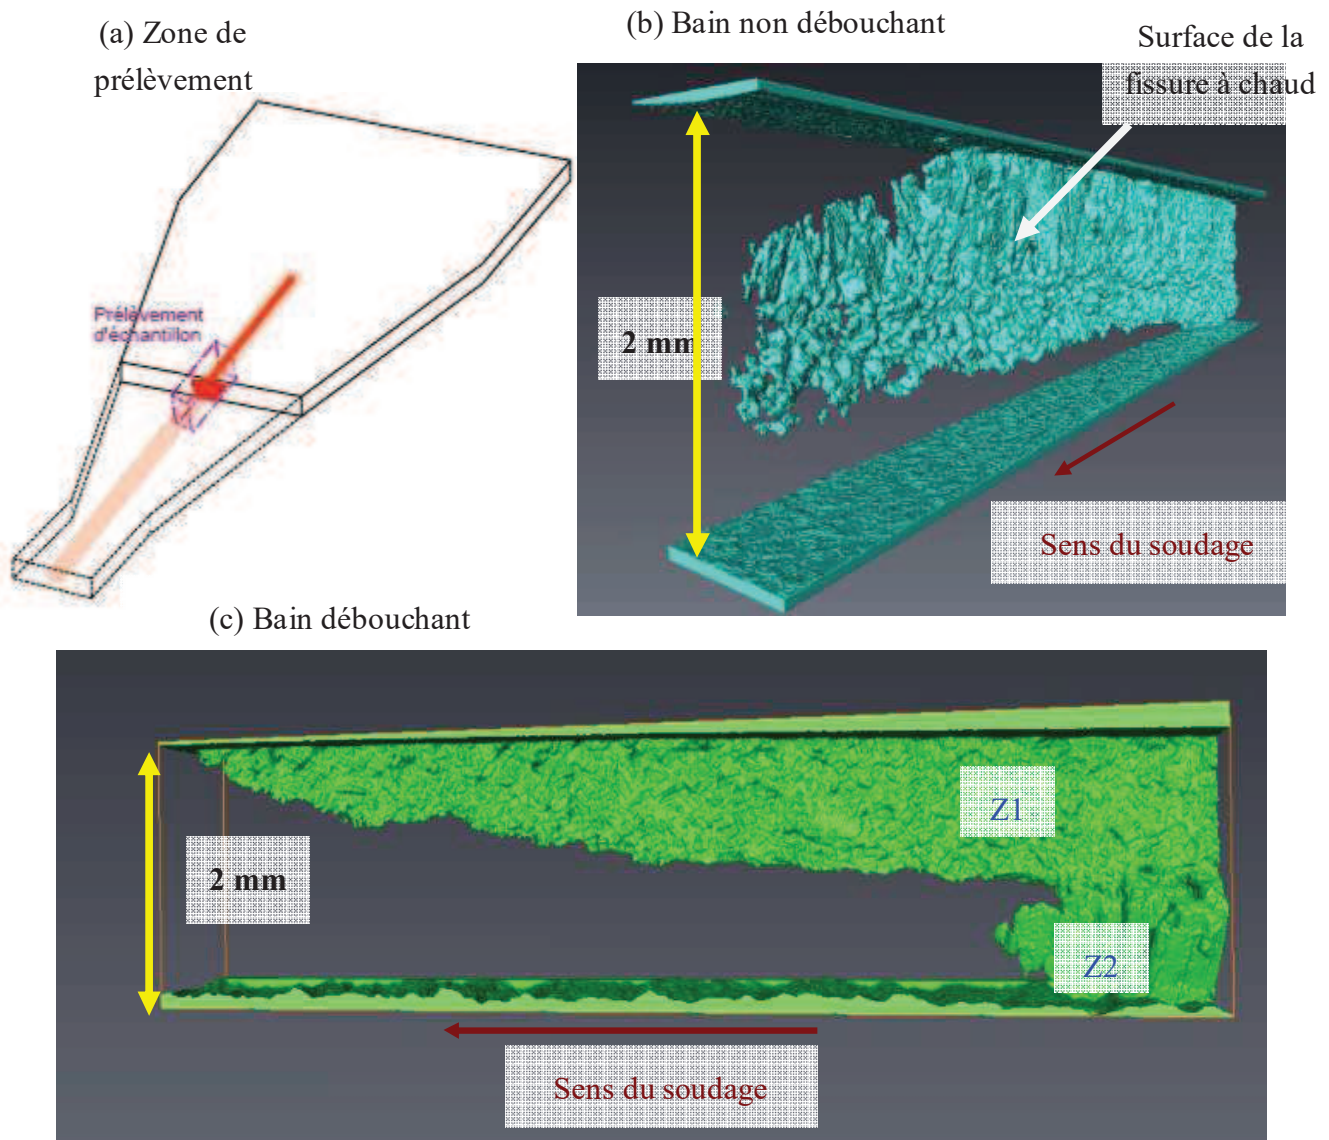 (a) Zone de
prélèvement
Prélèvement
d'échantillon
(b) Bain non débouchant
Surface de la
fissure à chaud
2 mm
Sens du soudage
(c) Bain débouchant
Z1
2 mm
Z2
Sens du soudage